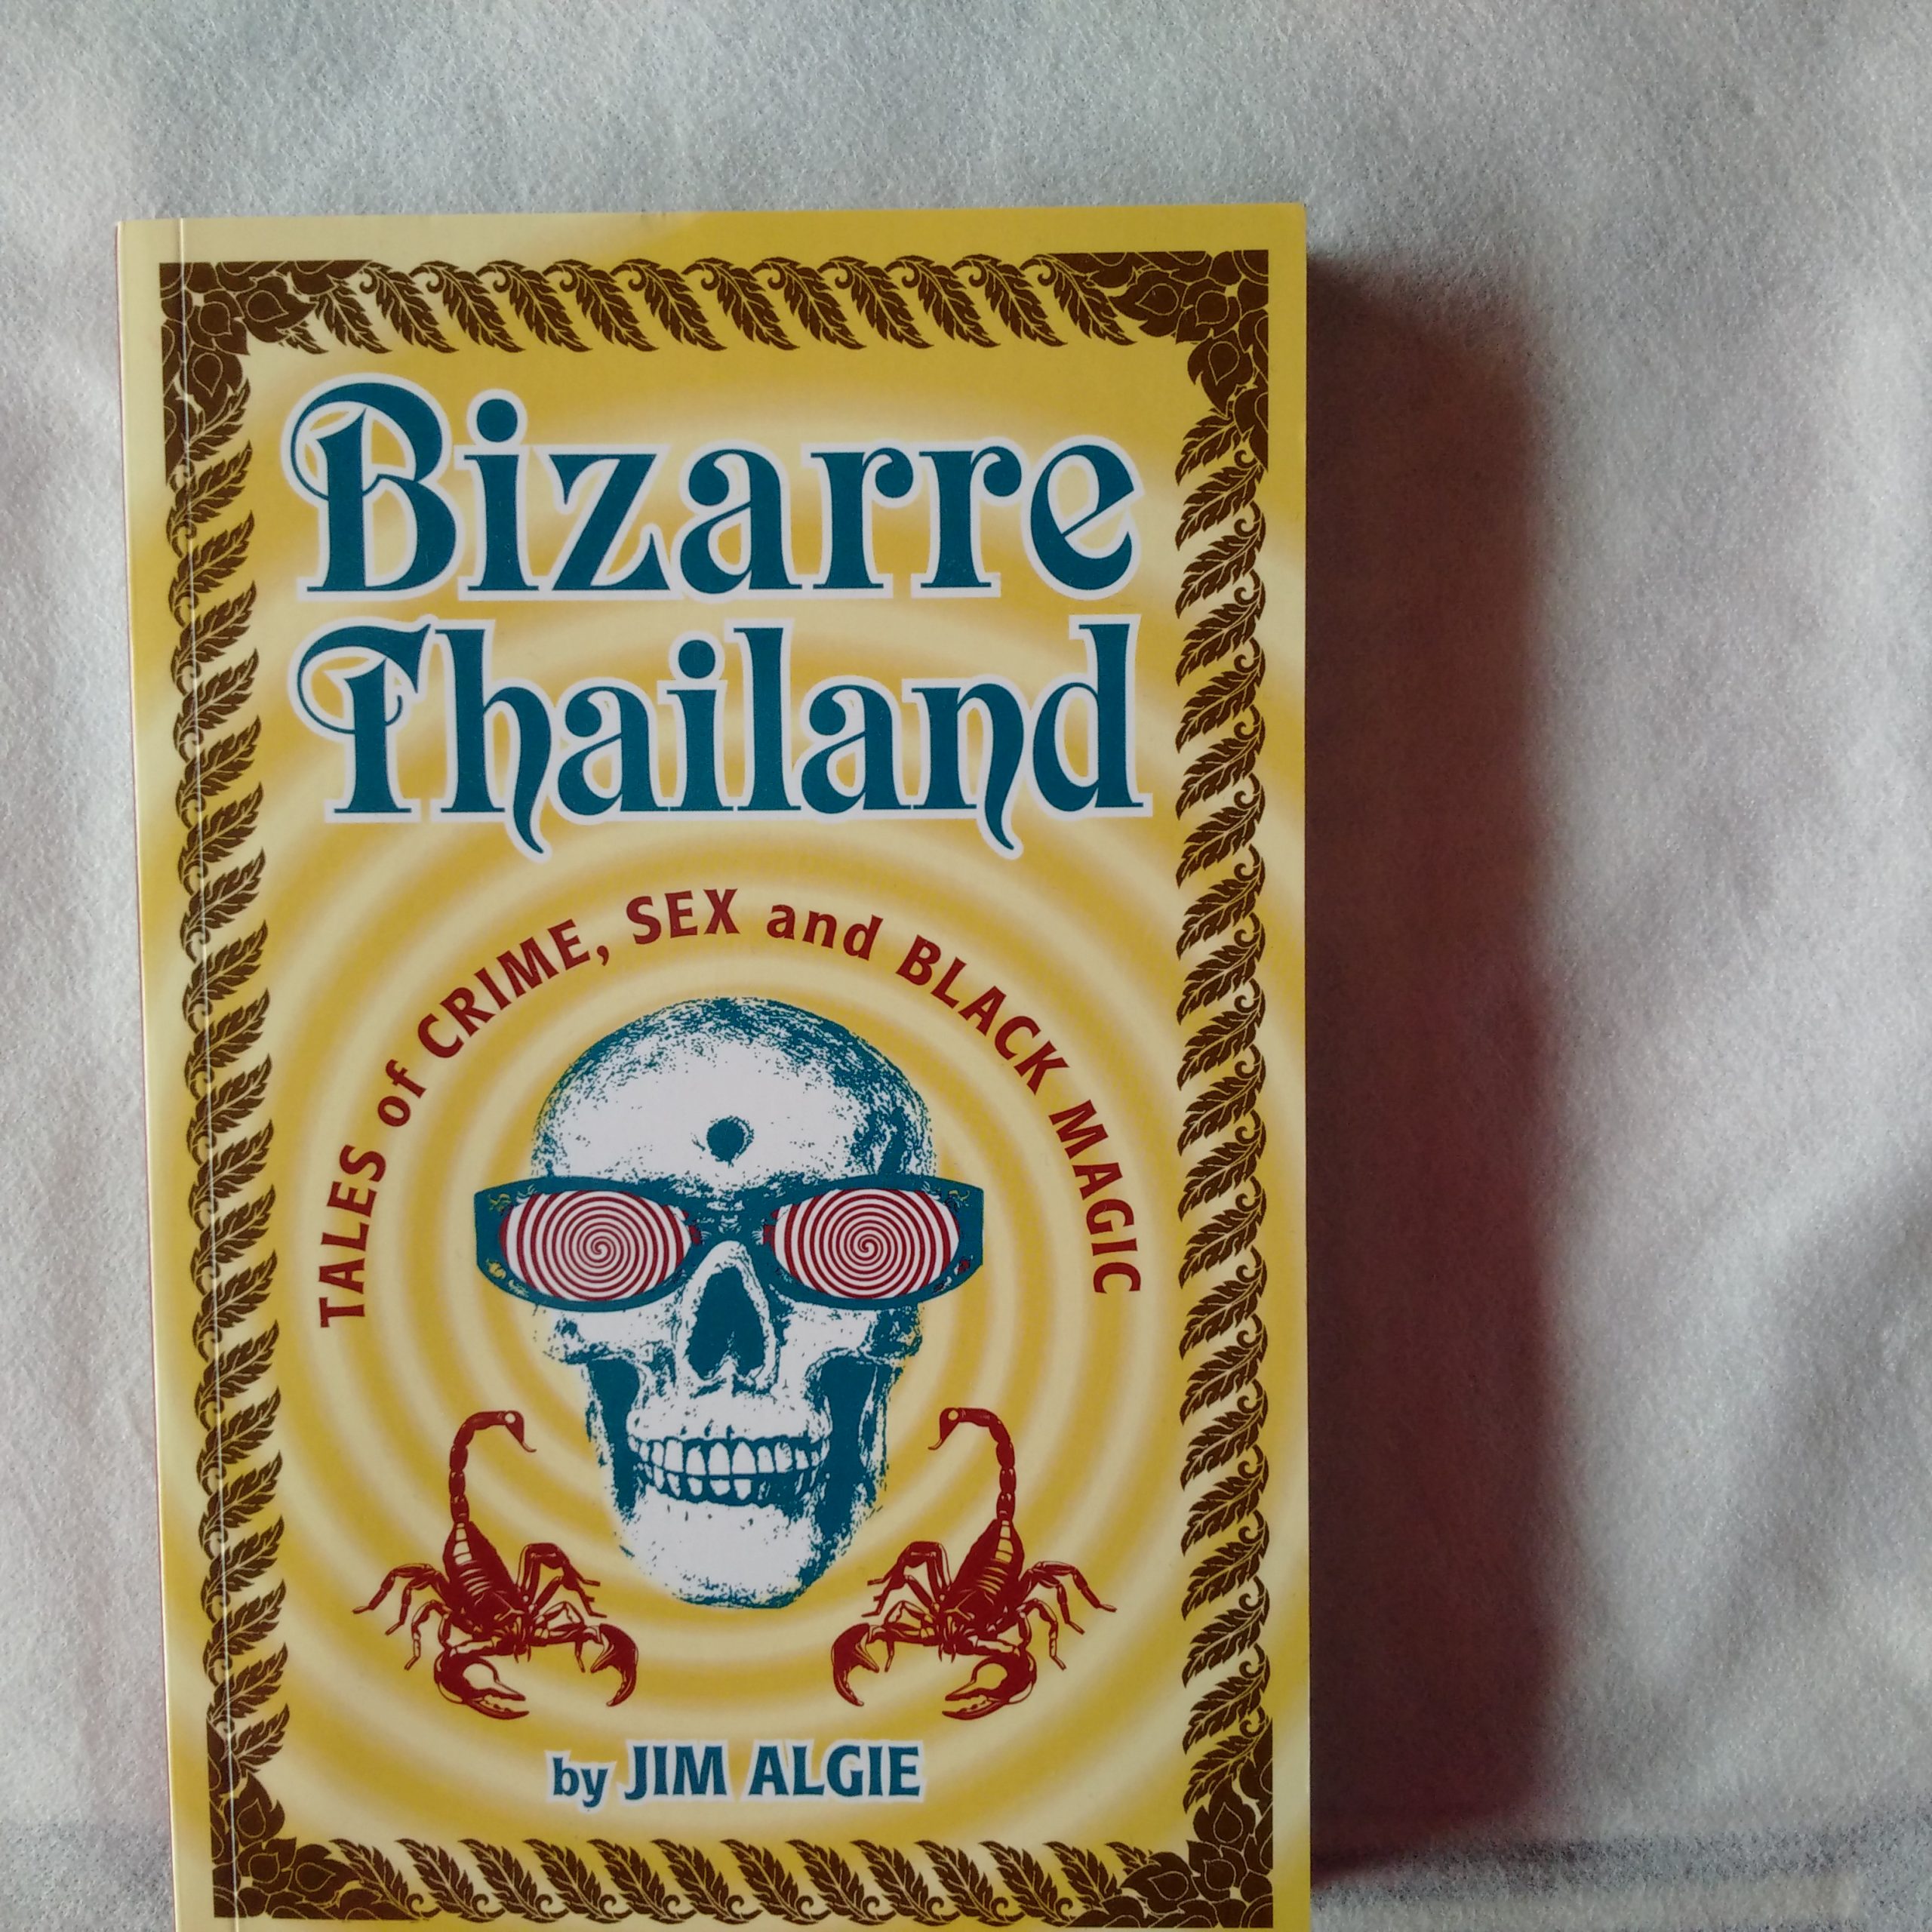 Bizarre
Thailand
TALES of CRIME, SEX and BLACK MAGIC
by JIM ALGIE